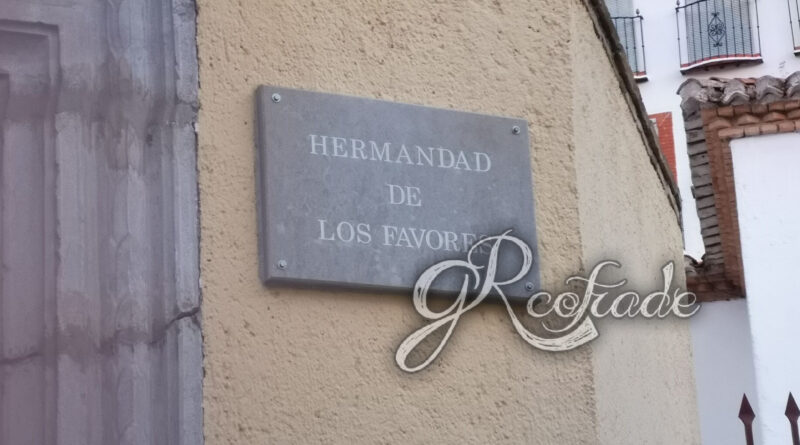 HERMANDAD
DE
LOS FAVORES
gRcofrade